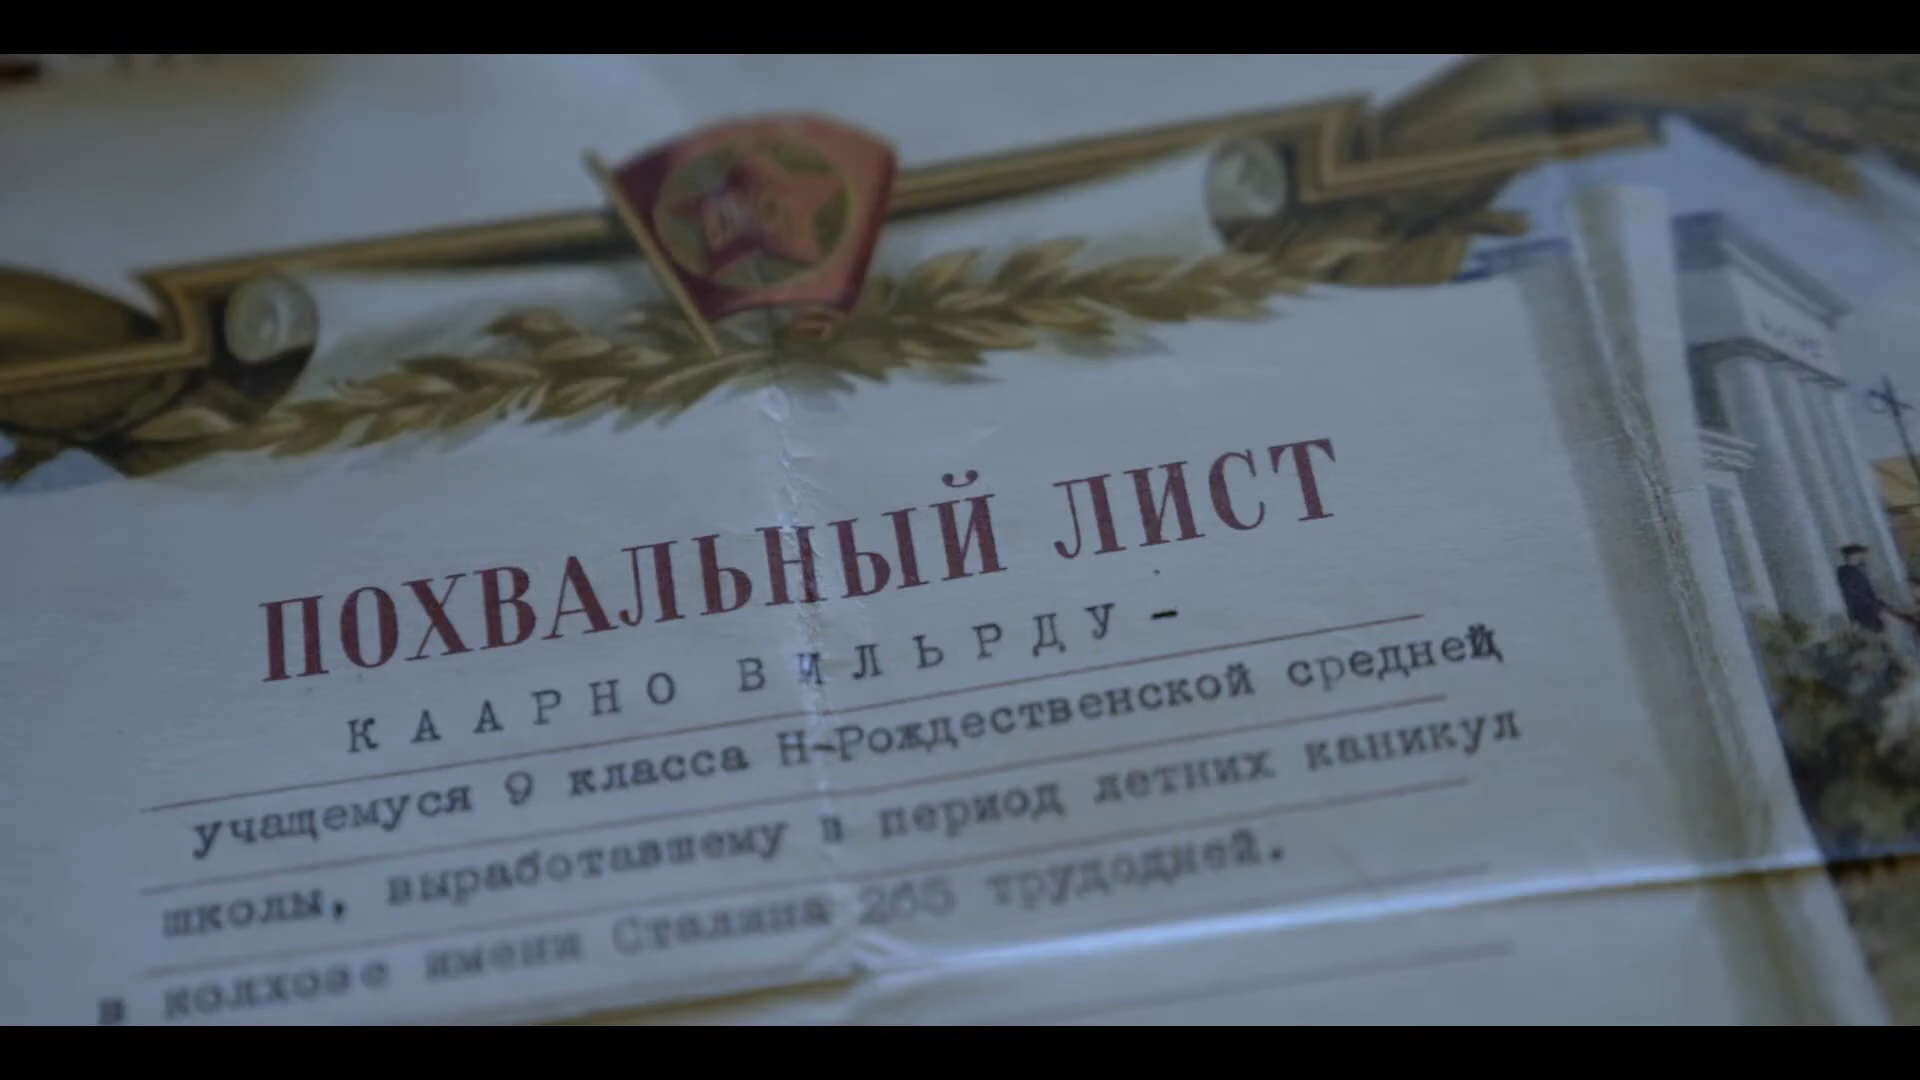 ПОХВАЛЬНЫЙ ЛИСТ
КААРНО ВИЛЬРДУ -
учащемуся 9 класса Н-Рождественской средней
школы, выработавшему в период летних каникул
в колхозе имени Сталина 265 трудодней.